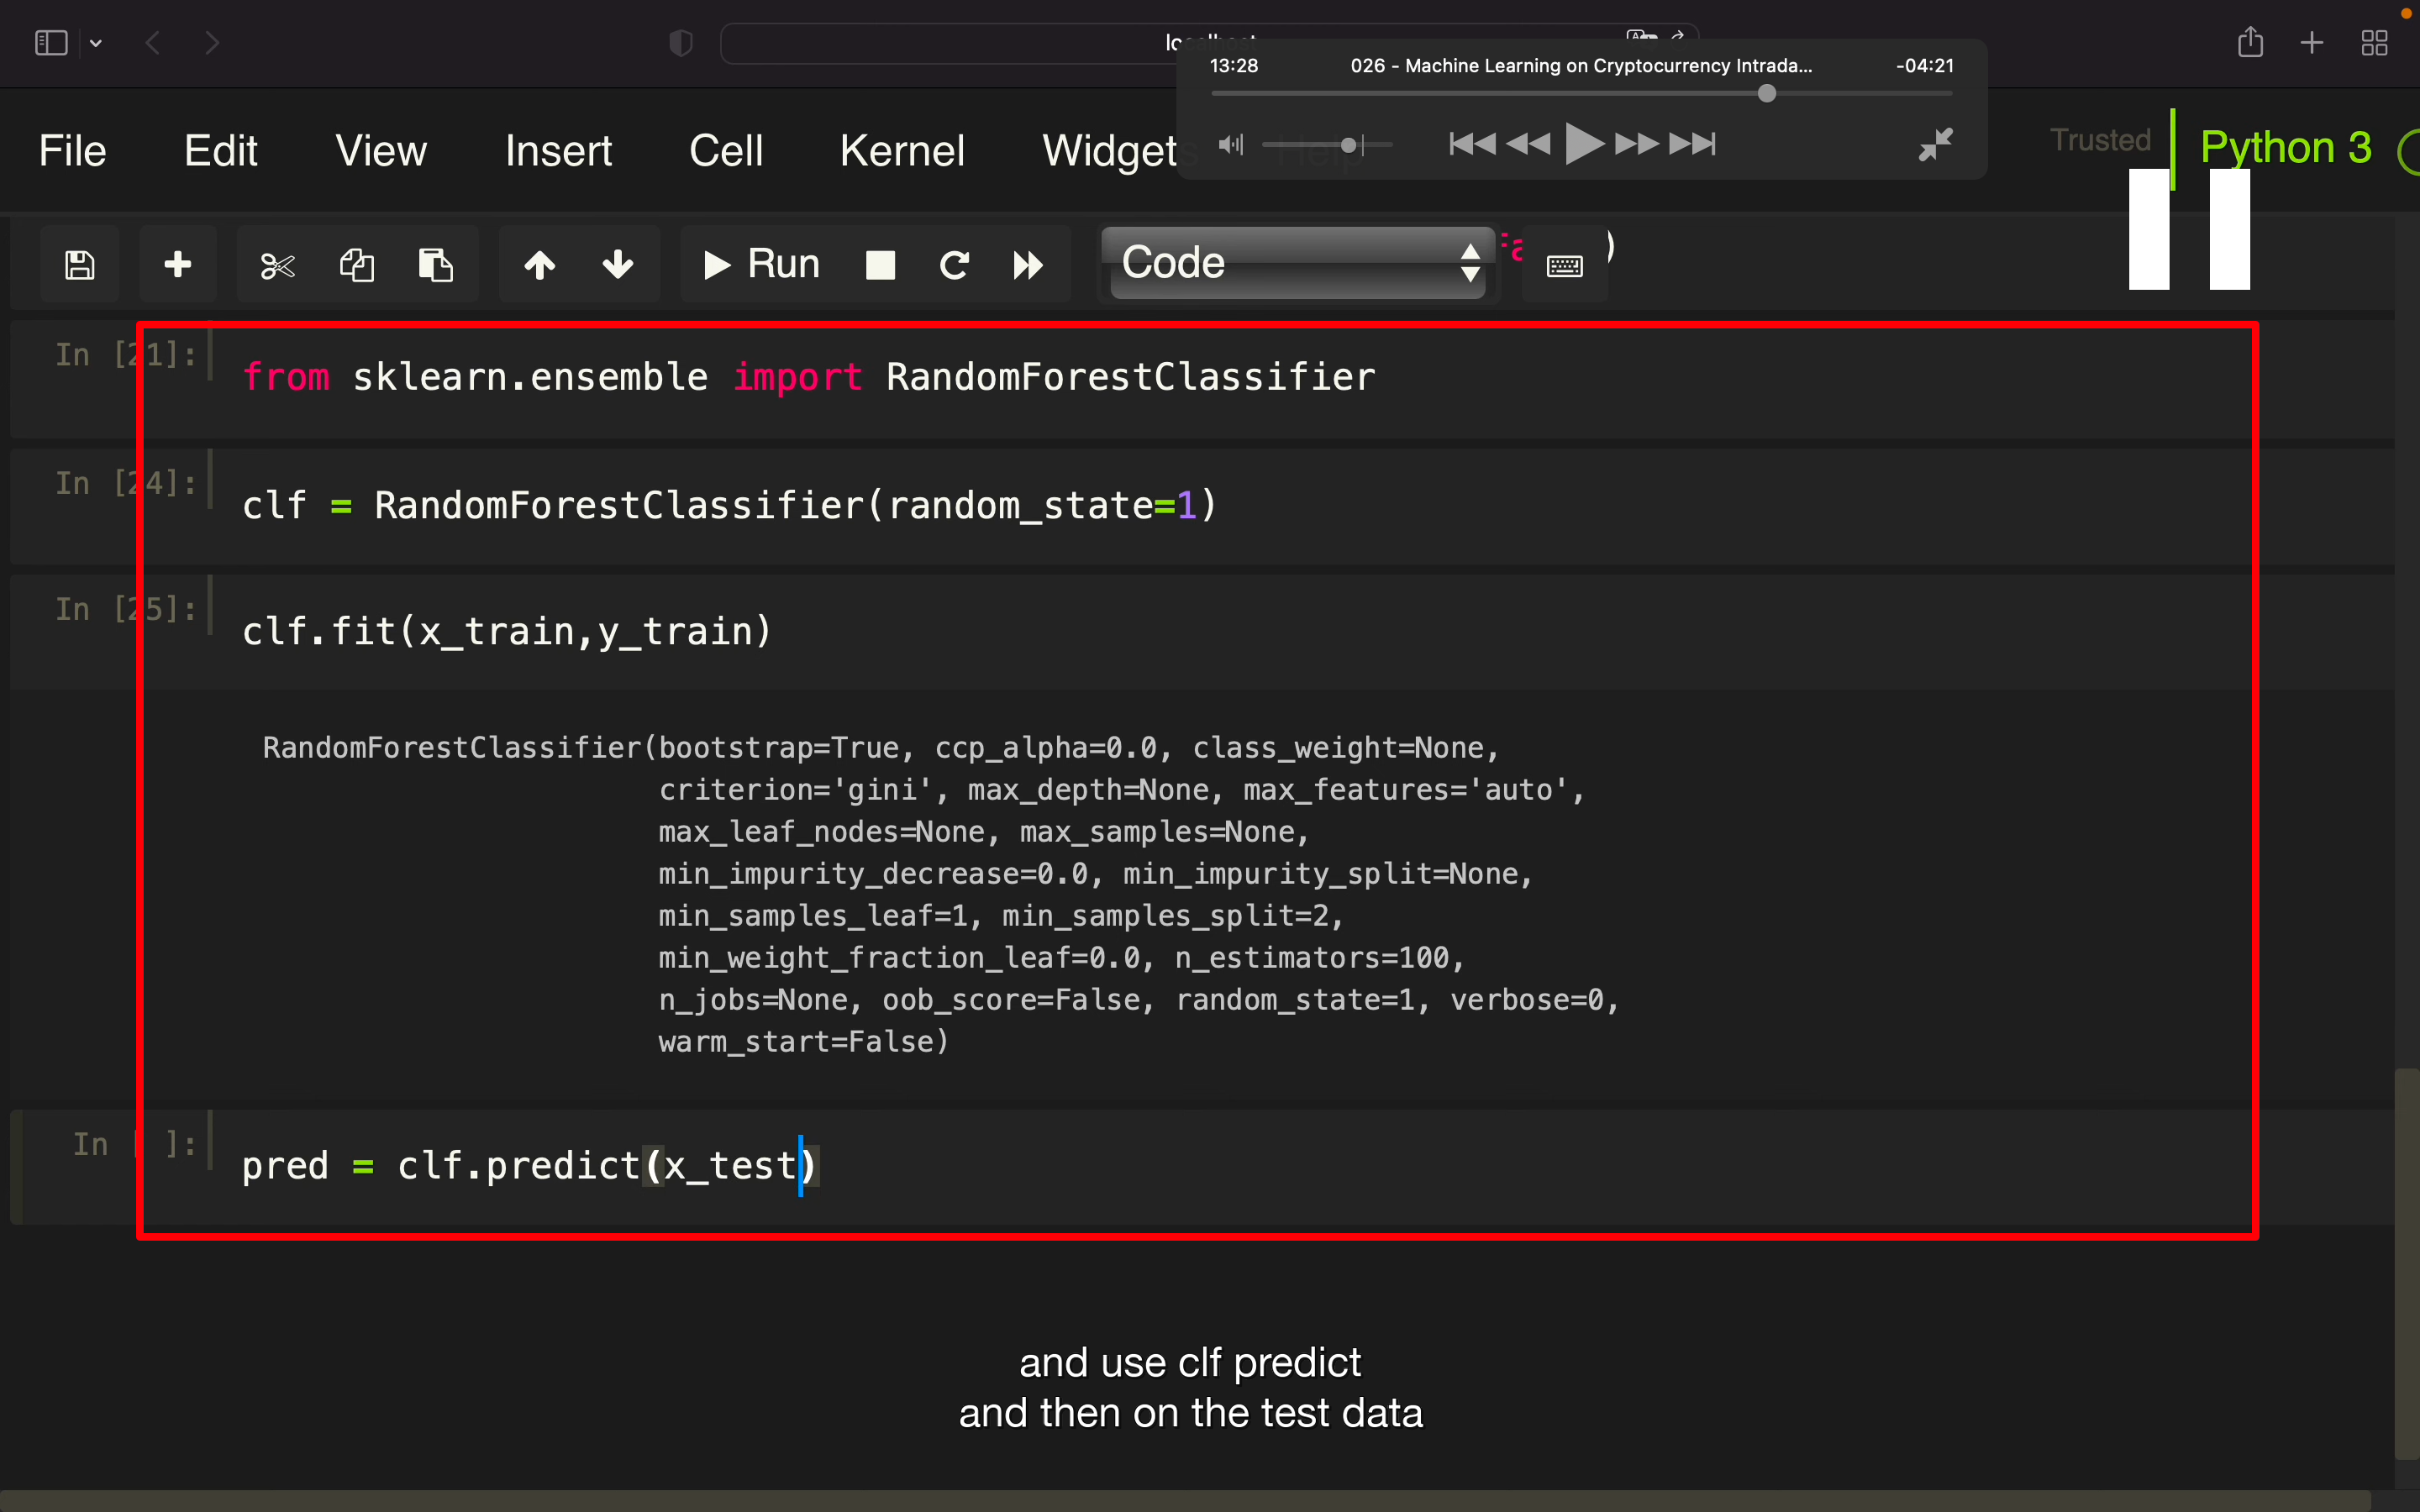 localhost
13:28 026 - Machine Learning on Cryptocurrency Intrada... -04:21
File Edit View Insert Cell Kernel Widgets Help Trusted Python 3
Run Code
In [21]: from sklearn.ensemble import RandomForestClassifier
In [24]: clf = RandomForestClassifier(random_state=1)
In [25]: clf.fit(x_train,y_train)
RandomForestClassifier(bootstrap=True, ccp_alpha=0.0, class_weight=None,
criterion='gini', max_depth=None, max_features='auto',
max_leaf_nodes=None, max_samples=None,
min_impurity_decrease=0.0, min_impurity_split=None,
min_samples_leaf=1, min_samples_split=2,
min_weight_fraction_leaf=0.0, n_estimators=100,
n_jobs=None, oob_score=False, random_state=1, verbose=0,
warm_start=False)
In [ ]: pred = clf.predict(x_test)
and use clf predict
and then on the test data